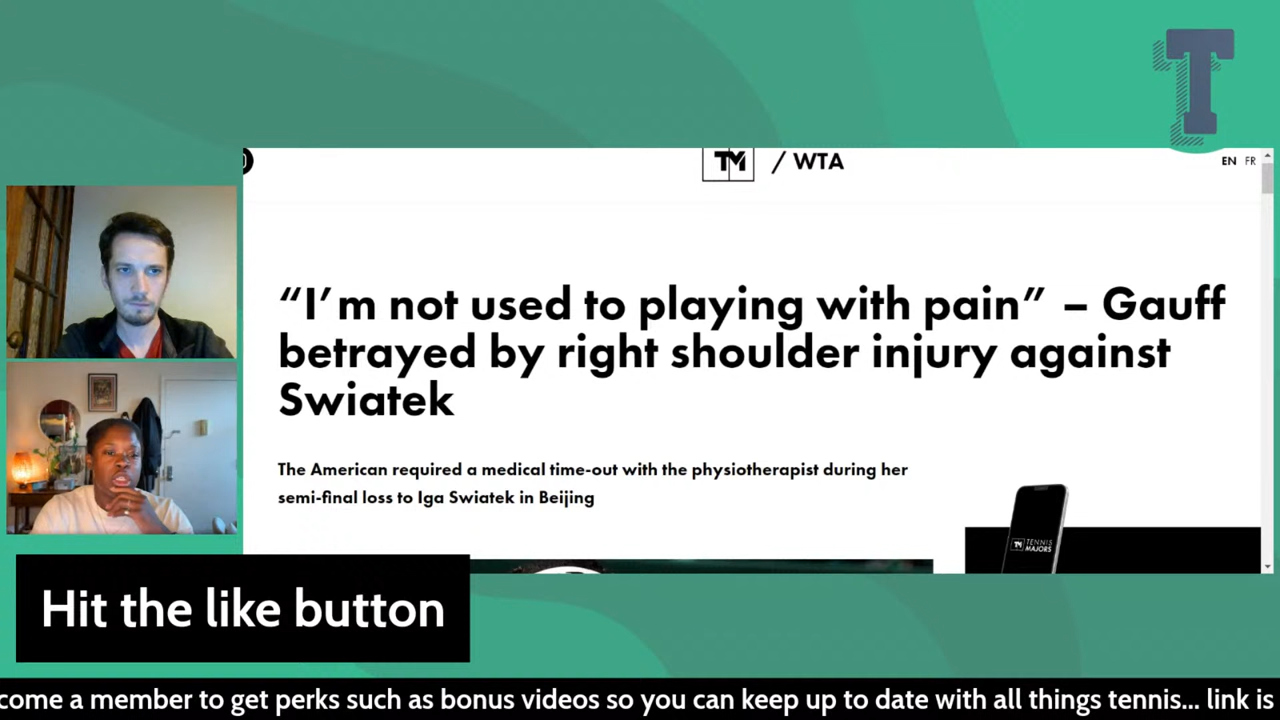 T
TM / WTA
EN FR
“I’m not used to playing with pain” – Gauff
betrayed by right shoulder injury against
Swiatek
The American required a medical time-out with the physiotherapist during her
semi-final loss to Iga Swiatek in Beijing
TM TENNIS
MAJORS
Hit the like button
come a member to get perks such as bonus videos so you can keep up to date with all things tennis... link is